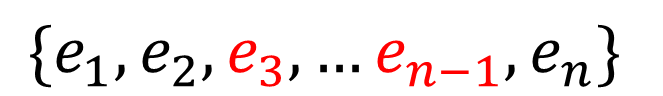 {e₁, e₂, e₃, … eₙ₋₁, eₙ}